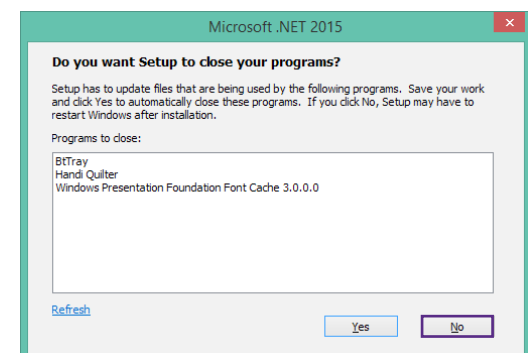 Microsoft .NET 2015
×
Do you want Setup to close your programs?
Setup has to update files that are being used by the following programs. Save your work
and click Yes to automatically close these programs. If you click No, Setup may have to
restart Windows after installation.
Programs to close:
BtTray
Handi Quilter
Windows Presentation Foundation Font Cache 3.0.0.0
Refresh
Yes No